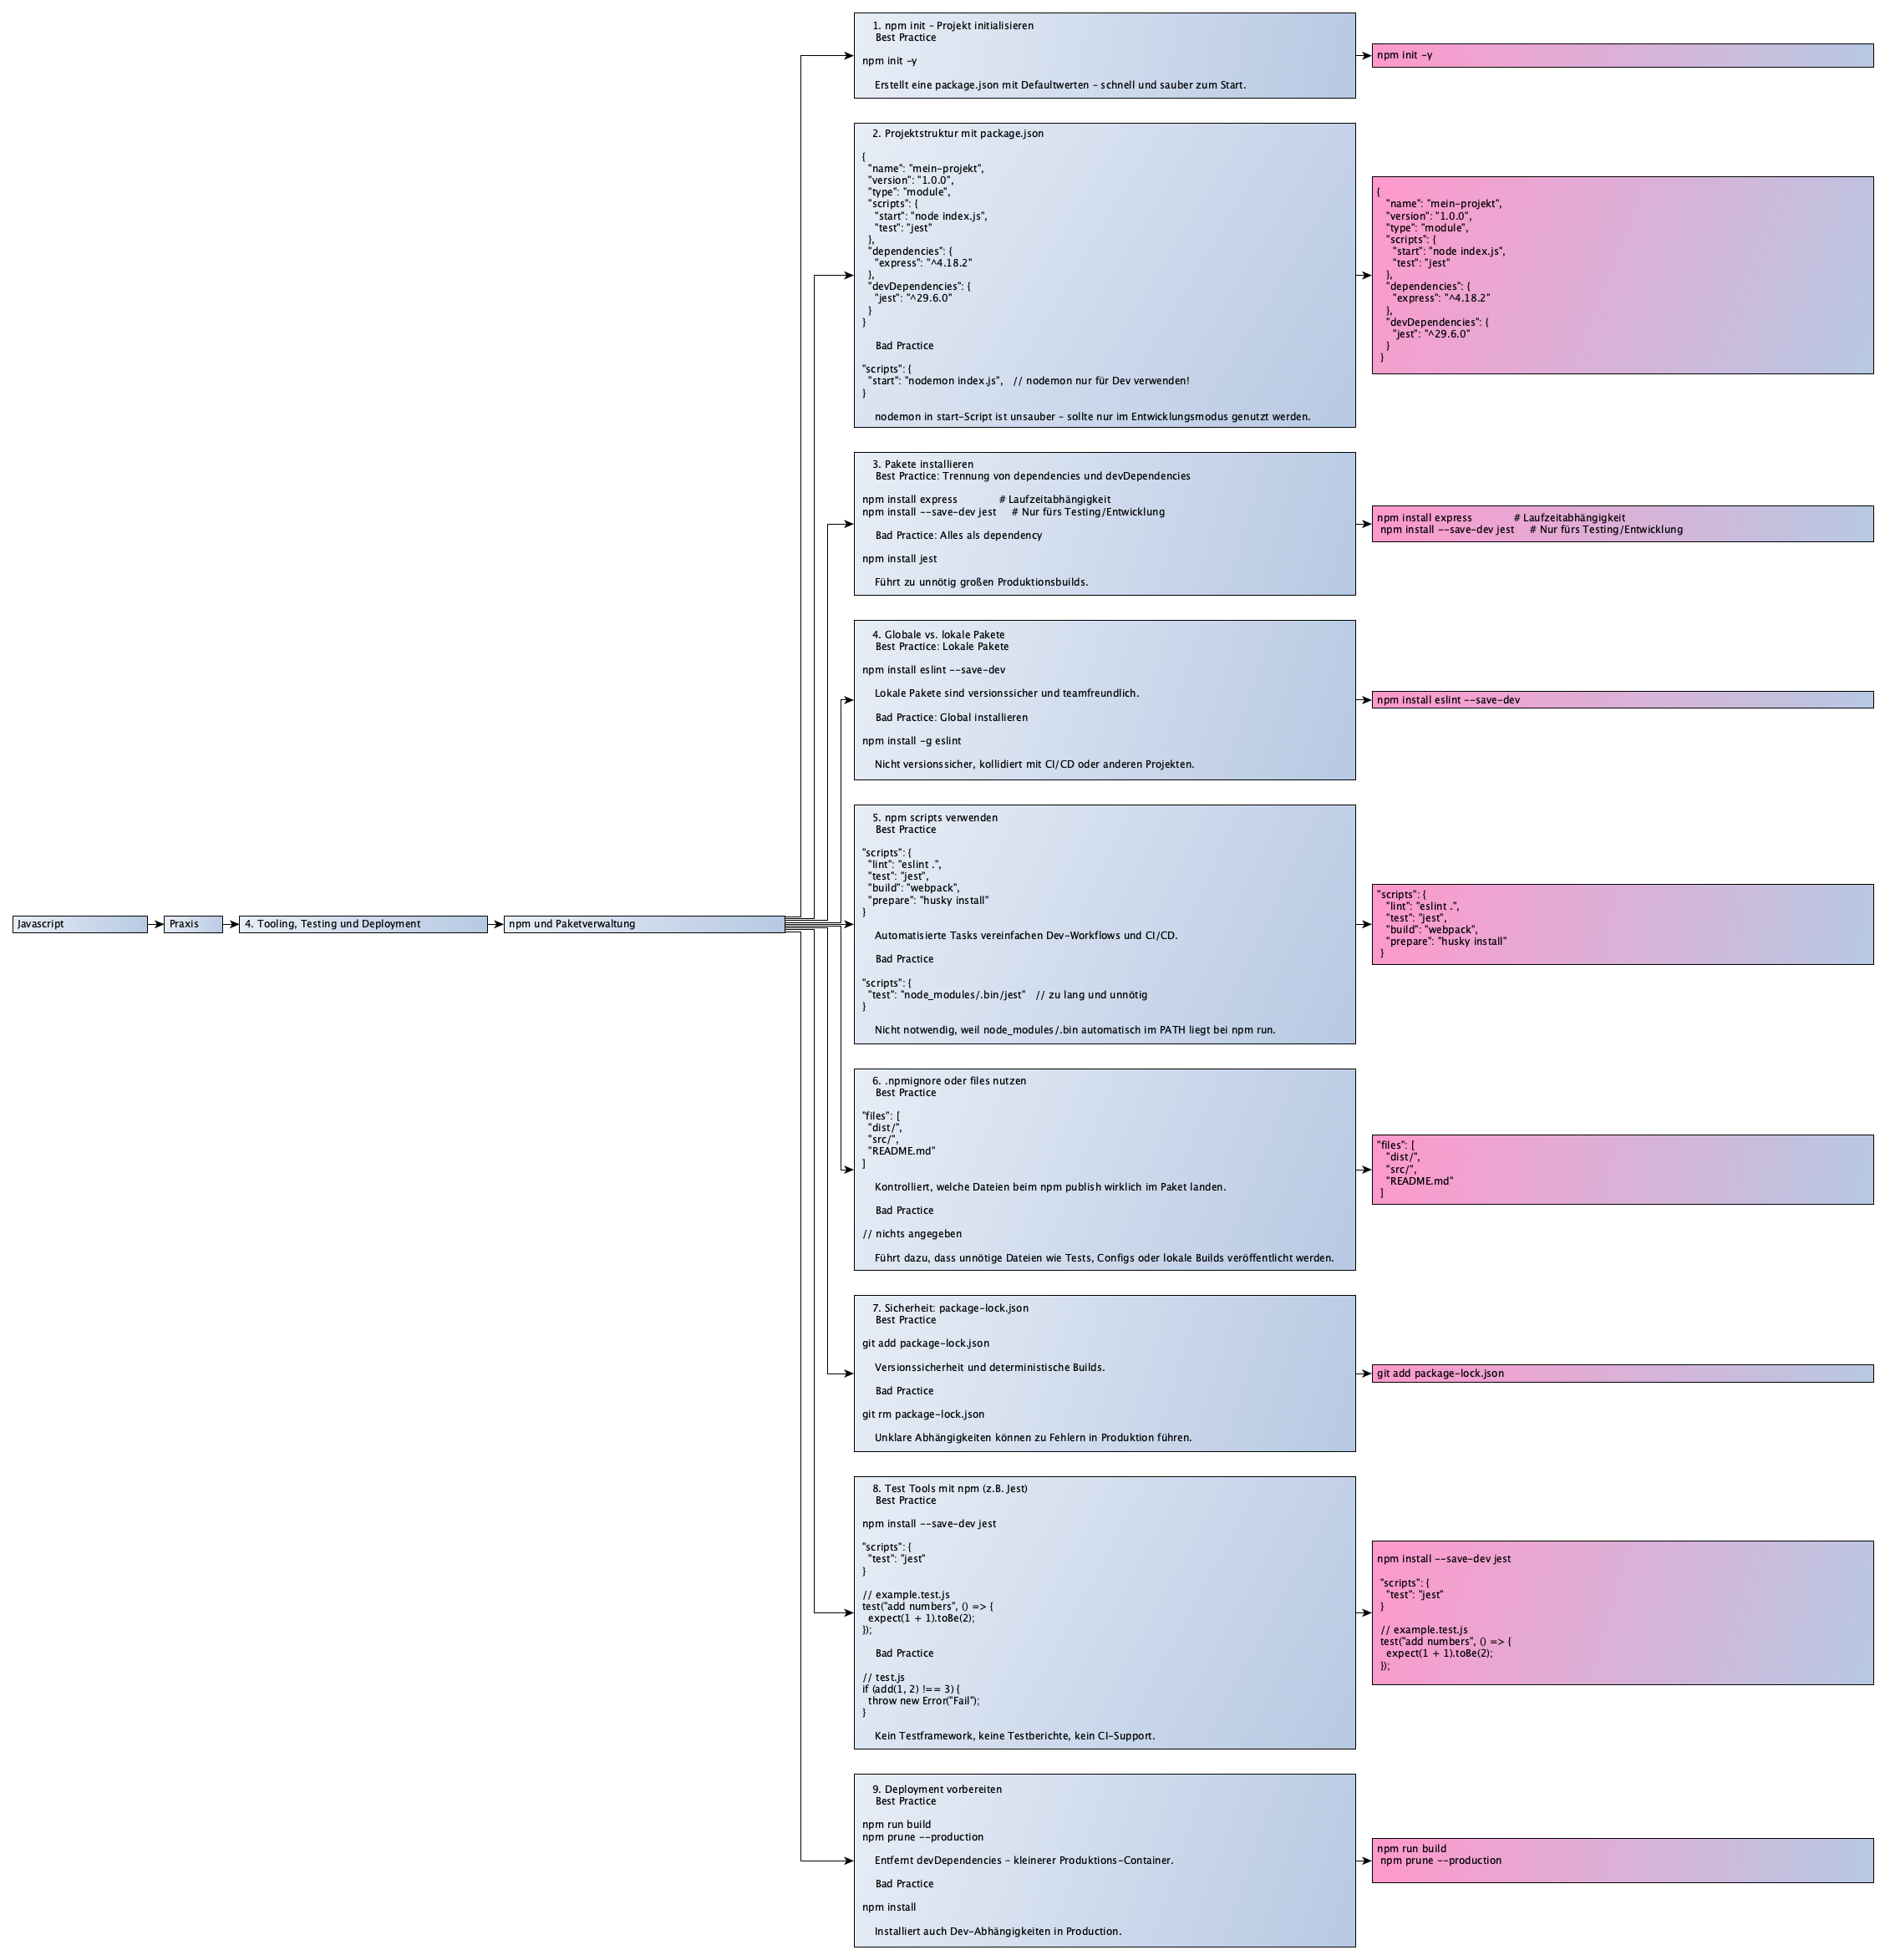 Javascript
Praxis
4. Tooling, Testing und Deployment
npm und Paketverwaltung
1. npm init – Projekt initialisieren
Best Practice
npm init -y
Erstellt eine package.json mit Defaultwerten – schnell und sauber zum Start.
npm init -y
2. Projektstruktur mit package.json
{
"name": "mein-projekt",
"version": "1.0.0",
"type": "module",
"scripts": {
"start": "node index.js",
"test": "jest"
},
"dependencies": {
"express": "^4.18.2"
},
"devDependencies": {
"jest": "^29.6.0"
}
}
Bad Practice
"scripts": {
"start": "nodemon index.js",   // nodemon nur für Dev verwenden!
}
nodemon in start-Script ist unsauber – sollte nur im Entwicklungsmodus genutzt werden.
{
"name": "mein-projekt",
"version": "1.0.0",
"type": "module",
"scripts": {
"start": "node index.js",
"test": "jest"
},
"dependencies": {
"express": "^4.18.2"
},
"devDependencies": {
"jest": "^29.6.0"
}
}
3. Pakete installieren
Best Practice: Trennung von dependencies und devDependencies
npm install express             # Laufzeitabhängigkeit
npm install --save-dev jest     # Nur fürs Testing/Entwicklung
Bad Practice: Alles als dependency
npm install jest
Führt zu unnötig großen Produktionsbuilds.
npm install express             # Laufzeitabhängigkeit
npm install --save-dev jest     # Nur fürs Testing/Entwicklung
4. Globale vs. lokale Pakete
Best Practice: Lokale Pakete
npm install eslint --save-dev
Lokale Pakete sind versionssicher und teamfreundlich.
Bad Practice: Global installieren
npm install -g eslint
Nicht versionssicher, kollidiert mit CI/CD oder anderen Projekten.
npm install eslint --save-dev
5. npm scripts verwenden
Best Practice
"scripts": {
"lint": "eslint .",
"test": "jest",
"build": "webpack",
"prepare": "husky install"
}
Automatisierte Tasks vereinfachen Dev-Workflows und CI/CD.
Bad Practice
"scripts": {
"test": "node_modules/.bin/jest"   // zu lang und unnötig
}
Nicht notwendig, weil node_modules/.bin automatisch im PATH liegt bei npm run.
"scripts": {
"lint": "eslint .",
"test": "jest",
"build": "webpack",
"prepare": "husky install"
}
6. .npmignore oder files nutzen
Best Practice
"files": [
"dist/",
"src/",
"README.md"
]
Kontrolliert, welche Dateien beim npm publish wirklich im Paket landen.
Bad Practice
// nichts angegeben
Führt dazu, dass unnötige Dateien wie Tests, Configs oder lokale Builds veröffentlicht werden.
"files": [
"dist/",
"src/",
"README.md"
]
7. Sicherheit: package-lock.json
Best Practice
git add package-lock.json
Versionssicherheit und deterministische Builds.
Bad Practice
git rm package-lock.json
Unklare Abhängigkeiten können zu Fehlern in Produktion führen.
git add package-lock.json
8. Test Tools mit npm (z.B. Jest)
Best Practice
npm install --save-dev jest
"scripts": {
"test": "jest"
}
// example.test.js
test("add numbers", () => {
expect(1 + 1).toBe(2);
});
Bad Practice
// test.js
if (add(1, 2) !== 3) {
throw new Error("Fail");
}
Kein Testframework, keine Testberichte, kein CI-Support.
npm install --save-dev jest
"scripts": {
"test": "jest"
}
// example.test.js
test("add numbers", () => {
expect(1 + 1).toBe(2);
});
9. Deployment vorbereiten
Best Practice
npm run build
npm prune --production
Entfernt devDependencies – kleinerer Produktions-Container.
Bad Practice
npm install
Installiert auch Dev-Abhängigkeiten in Production.
npm run build
npm prune --production